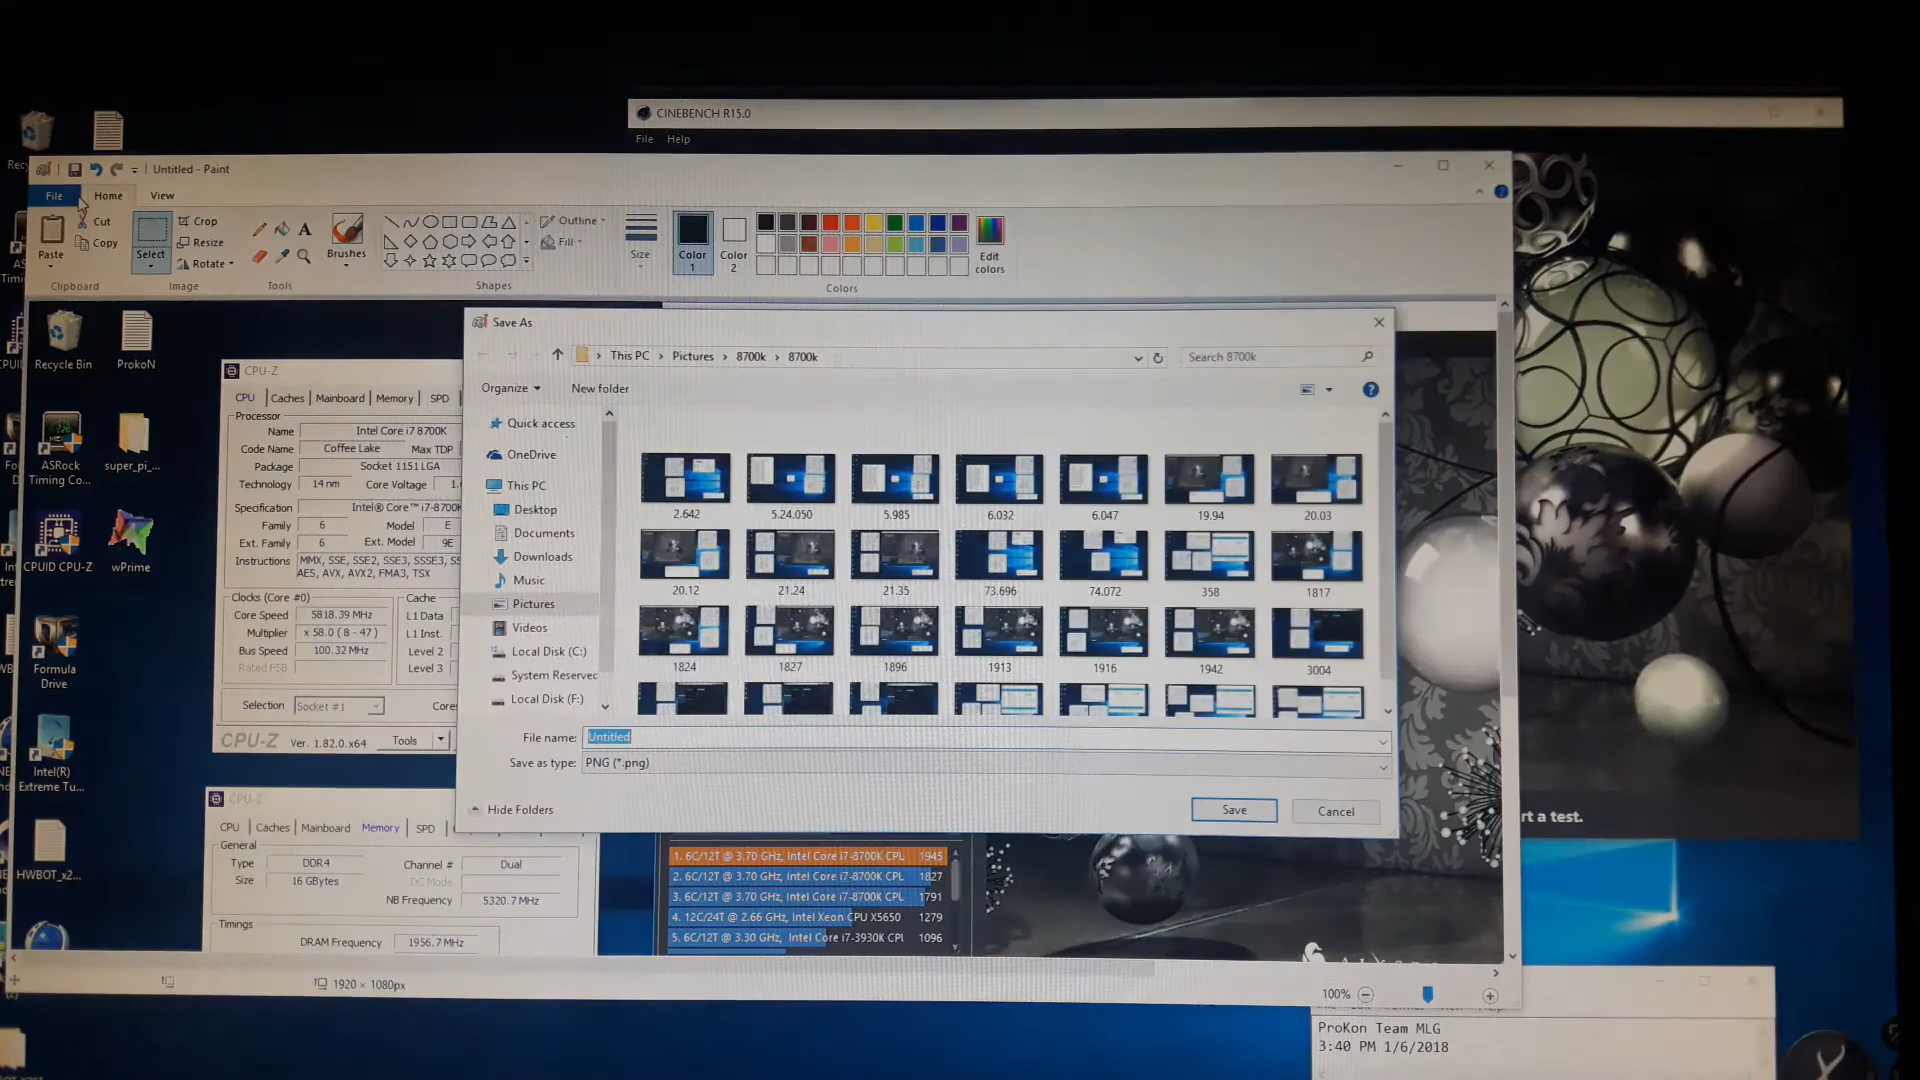 CINEBENCH R15.0
File Help
Untitled - Paint
File Home View
Paste
Cut
Copy
Clipboard
Select
Crop
Resize
Rotate
Image
A
Tools
Brushes
Outline
Fill
Shapes
Size
Color
1
Color
2
Edit
colors
Colors
Recycle Bin
ProkoN
ASRock
Timing Co...
super_pi_...
CPUID CPU-Z
wPrime
Formula
Drive
Intel(R)
Extreme Tu...
HWBOT_x2...
CPU-Z
CPU Caches Mainboard Memory SPD
Processor
Name Intel Core i7 8700K
Code Name Coffee Lake Max TDP
Package Socket 1151 LGA
Technology 14 nm Core Voltage
Specification Intel® Core™ i7-8700K
Family 6 Model E
Ext. Family 6 Ext. Model 9E
Instructions MMX, SSE, SSE2, SSE3, SSSE3,
AES, AVX, AVX2, FMA3, TSX
Clocks (Core #0)
Core Speed 5818.39 MHz
Multiplier x 58.0 ( 8 - 47 )
Bus Speed 100.32 MHz
Rated FSB
Cache
L1 Data
L1 Inst.
Level 2
Level 3
Selection Socket #1
CPU-Z Ver. 1.82.0.x64 Tools
Save As
This PC › Pictures › 8700k › 8700k
Search 8700k
Organize New folder
Quick access
OneDrive
This PC
Desktop
Documents
Downloads
Music
Pictures
Videos
Local Disk (C:)
System Reserved
Local Disk (F:)
2.642 5.24.050 5.985 6.032 6.047 19.94 20.03
20.12 21.24 21.35 73.696 74.072 358 1817
1824 1827 1896 1913 1916 1942 3004
File name: Untitled
Save as type: PNG (*.png)
Hide Folders
Save Cancel
CPU-Z
CPU Caches Mainboard Memory SPD
General
Type DDR4 Channel # Dual
Size 16 GBytes DC Mode
NB Frequency 5320.7 MHz
Timings
DRAM Frequency 1956.7 MHz
1. 6C/12T @ 3.70 GHz, Intel Core i7-8700K CPU 1945
2. 6C/12T @ 3.70 GHz, Intel Core i7-8700K CPU 1827
3. 6C/12T @ 3.70 GHz, Intel Core i7-8700K CPU 1791
4. 12C/24T @ 2.66 GHz, Intel Xeon CPU X5650 1279
5. 6C/12T @ 3.30 GHz, Intel Core i7-3930K CPU 1096
rt a test.
1920 × 1080px
100%
ProKon Team MLG
3:40 PM 1/6/2018